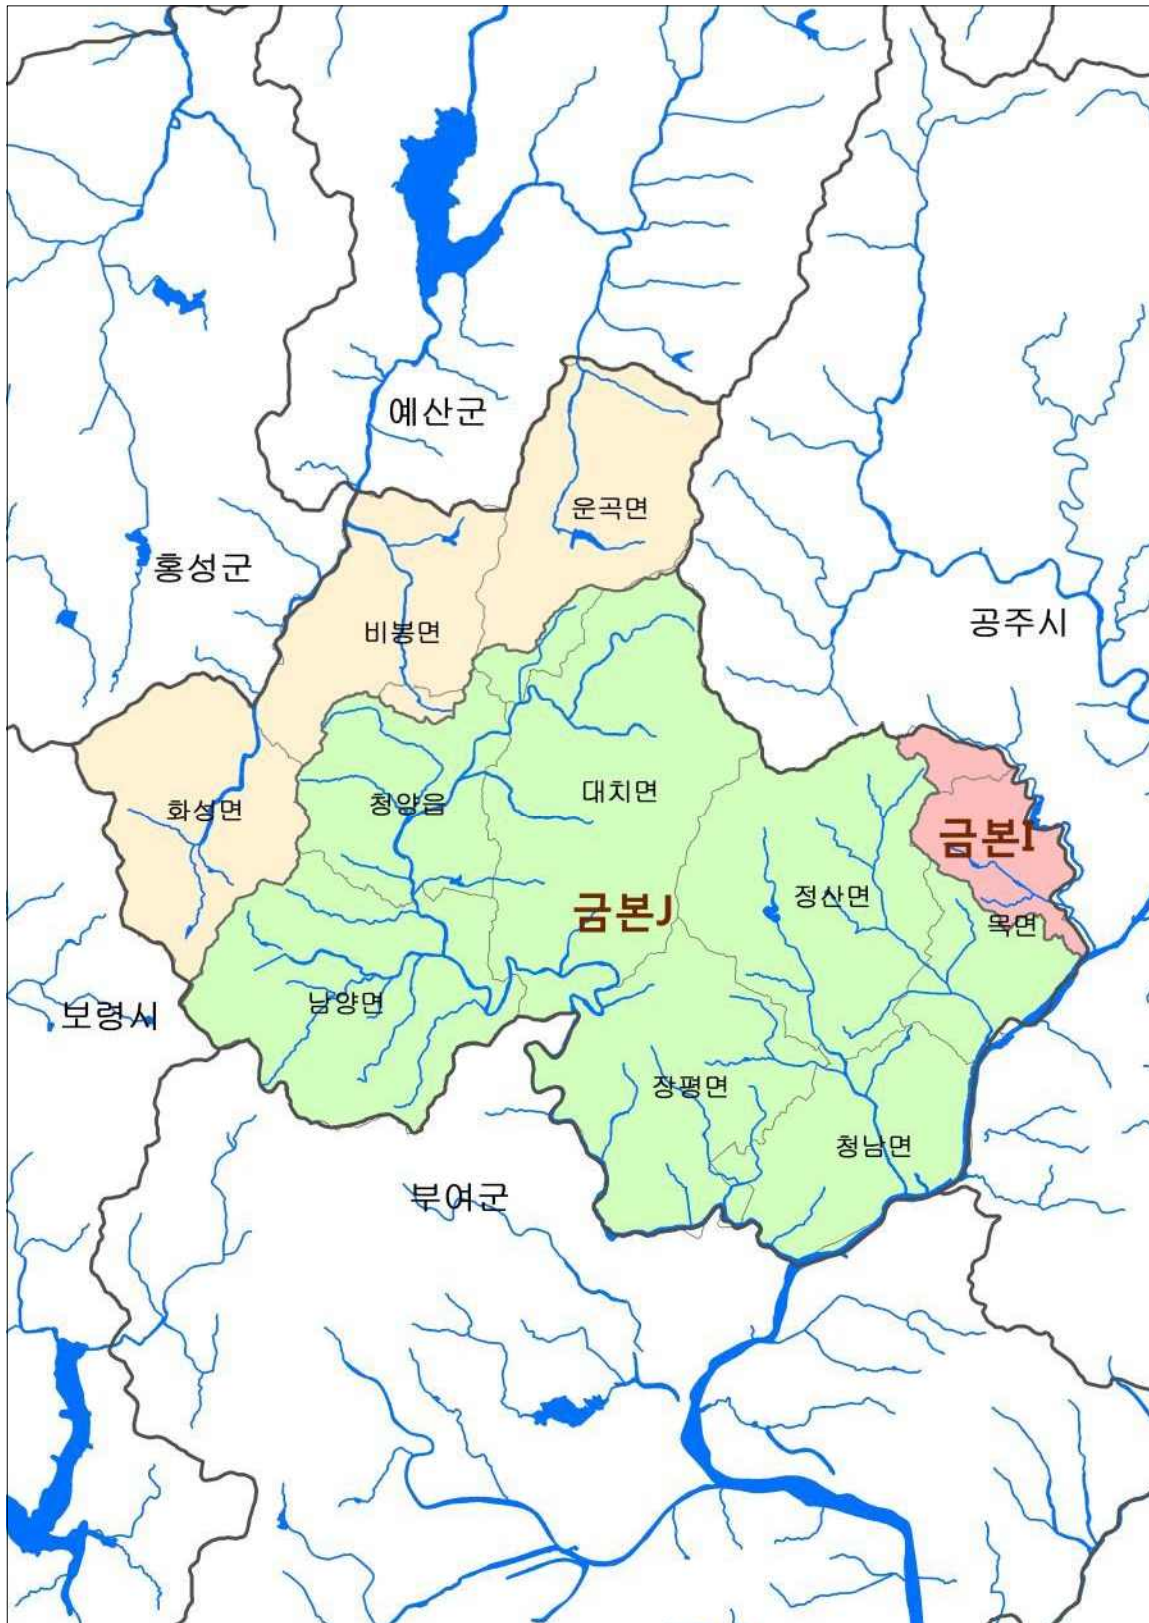 예산군
운곡면
홍성군
비봉면
공주시
화성면
청양읍
대치면
금본I
정산면
금본J
목면
남양면
보령시
장평면
청남면
부여군